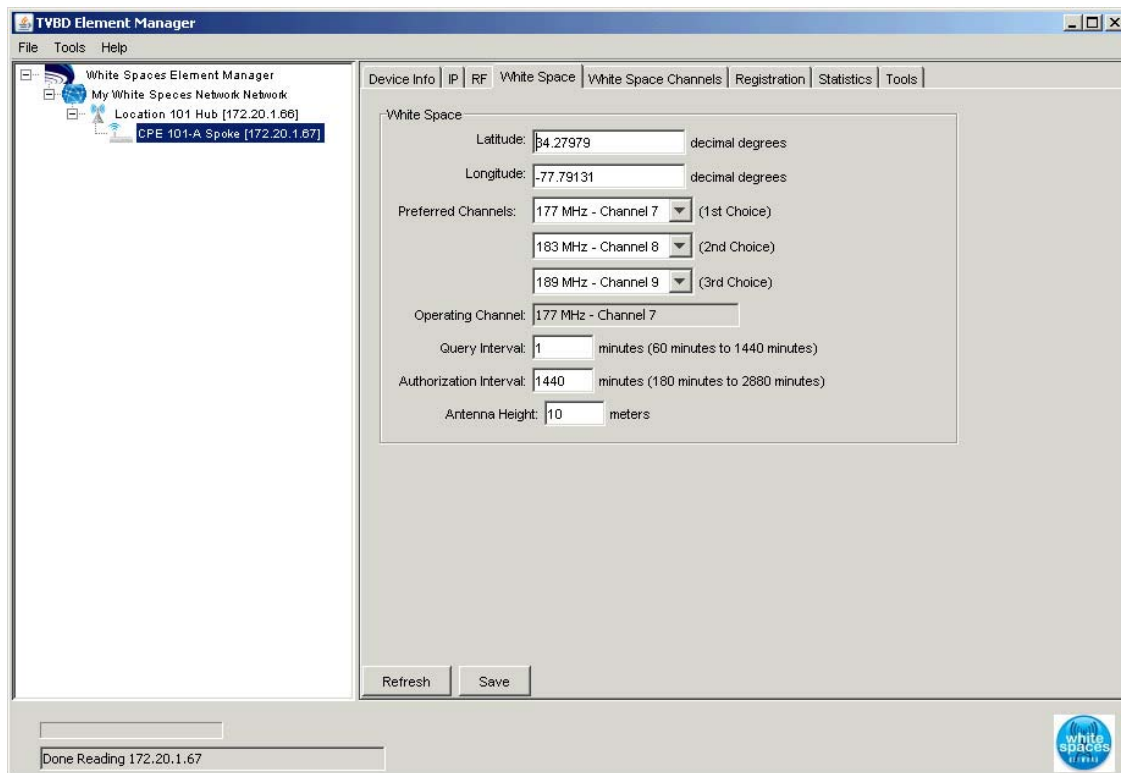 TVBD Element Manager
File Tools Help
White Spaces Element Manager
My White Speces Network Network
Location 101 Hub [172.20.1.66]
CPE 101-A Spoke [172.20.1.67]
Device Info IP RF White Space White Space Channels Registration Statistics Tools
White Space
Latitude: 34.27979 decimal degrees
Longitude: -77.79131 decimal degrees
Preferred Channels: 177 MHz - Channel 7 (1st Choice)
183 MHz - Channel 8 (2nd Choice)
189 MHz - Channel 9 (3rd Choice)
Operating Channel: 177 MHz - Channel 7
Query Interval: 1 minutes (60 minutes to 1440 minutes)
Authorization Interval: 1440 minutes (180 minutes to 2880 minutes)
Antenna Height: 10 meters
Refresh Save
Done Reading 172.20.1.67
white
spaces
NETWORK